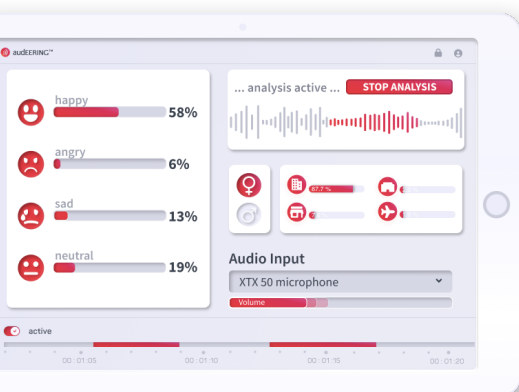 audEERING™
happy
58%
angry
6%
sad
13%
neutral
19%
... analysis active ...
STOP ANALYSIS
87.7 %
Audio Input
XTX 50 microphone
Volume
active
00:01:05
00:01:10
00:01:15
00:01:20